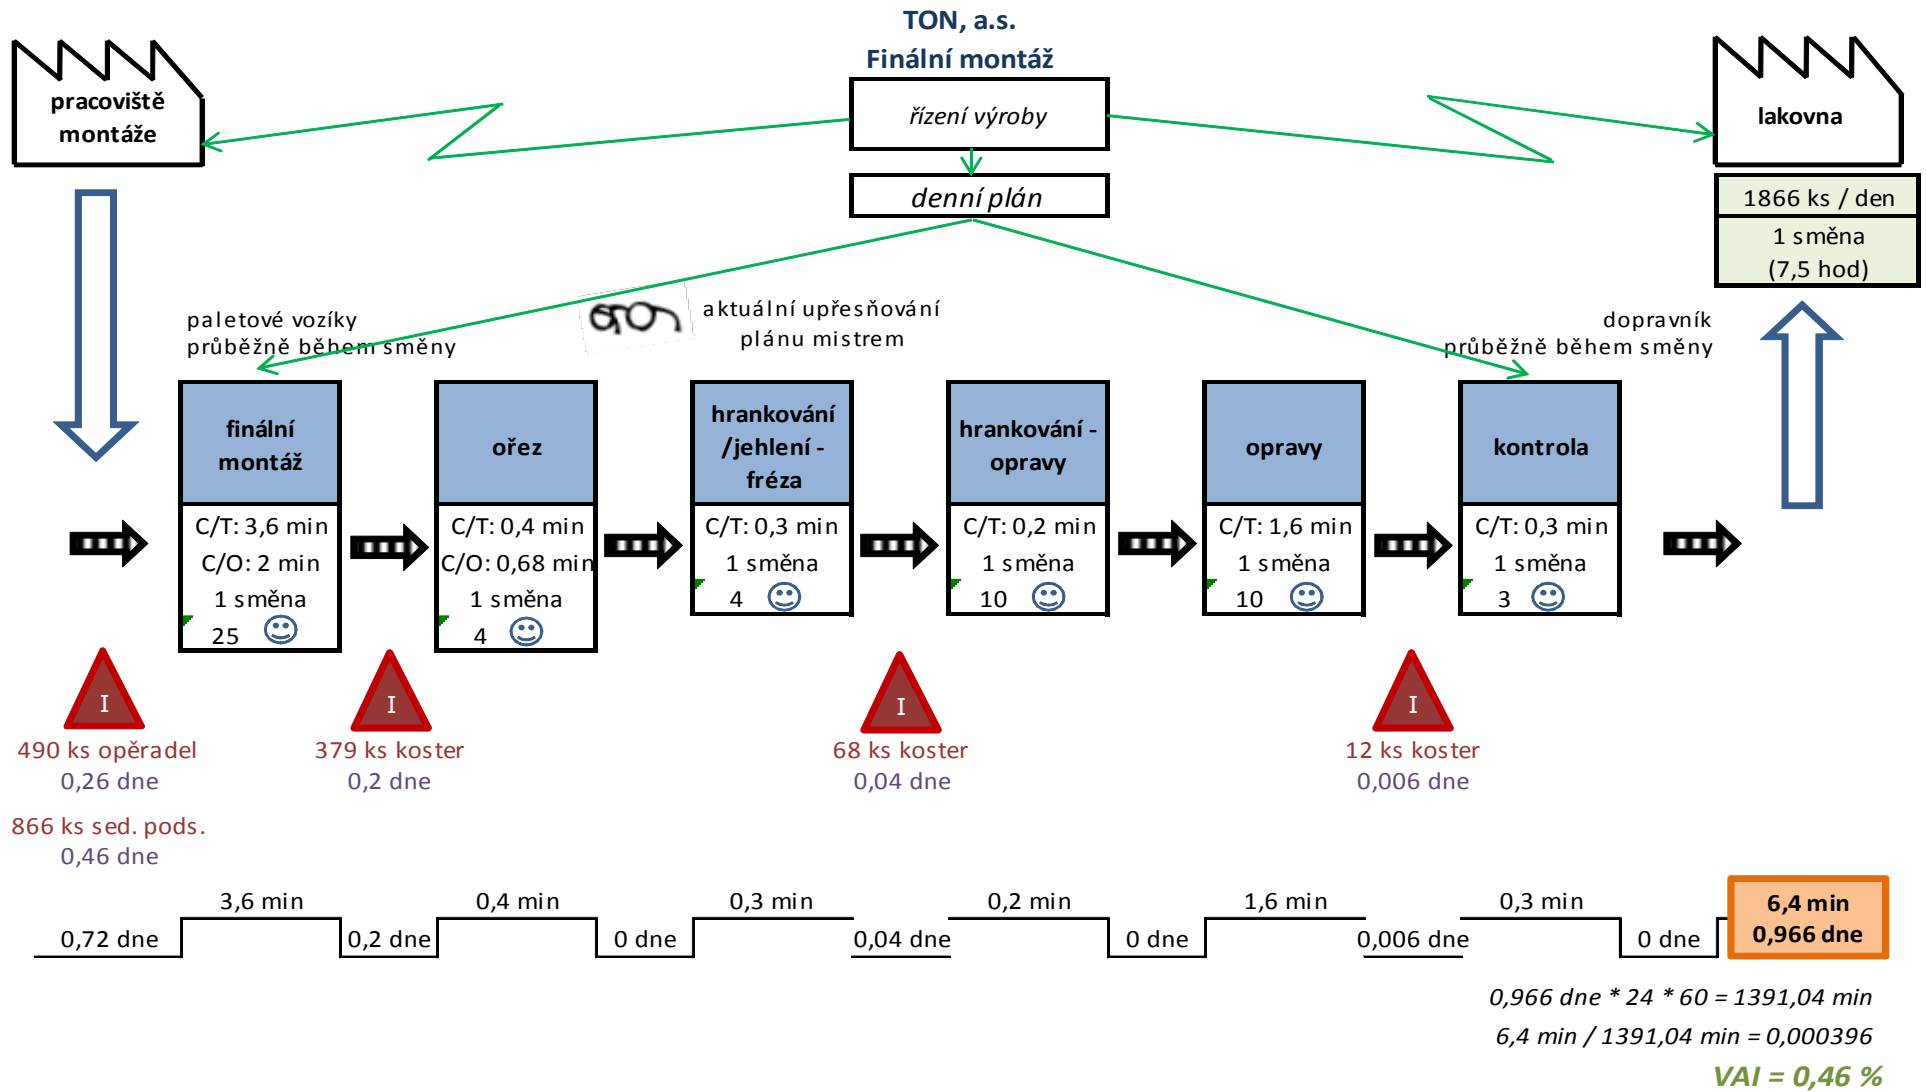 TON, a.s.
Finální montáž
pracoviště
montáže
řízení výroby
lakovna
denní plán
1866 ks / den
1 směna
(7,5 hod)
paletové vozíky
průběžně během směny
aktuální upřesňování
plánu mistrem
dopravník
průběžně během směny
finální
montáž
C/T: 3,6 min
C/O: 2 min
1 směna
25
ořez
C/T: 0,4 min
C/O: 0,68 min
1 směna
4
hrankování
/jehlení -
fréza
C/T: 0,3 min
1 směna
4
hrankování -
opravy
C/T: 0,2 min
1 směna
10
opravy
C/T: 1,6 min
1 směna
10
kontrola
C/T: 0,3 min
1 směna
3
I
490 ks opěradel
0,26 dne
866 ks sed. pods.
0,46 dne
I
379 ks koster
0,2 dne
I
68 ks koster
0,04 dne
I
12 ks koster
0,006 dne
3,6 min
0,4 min
0,3 min
0,2 min
1,6 min
0,3 min
0,72 dne
0,2 dne
0 dne
0,04 dne
0 dne
0,006 dne
0 dne
6,4 min
0,966 dne
0,966 dne * 24 * 60 = 1391,04 min
6,4 min / 1391,04 min = 0,000396
VAI = 0,46 %